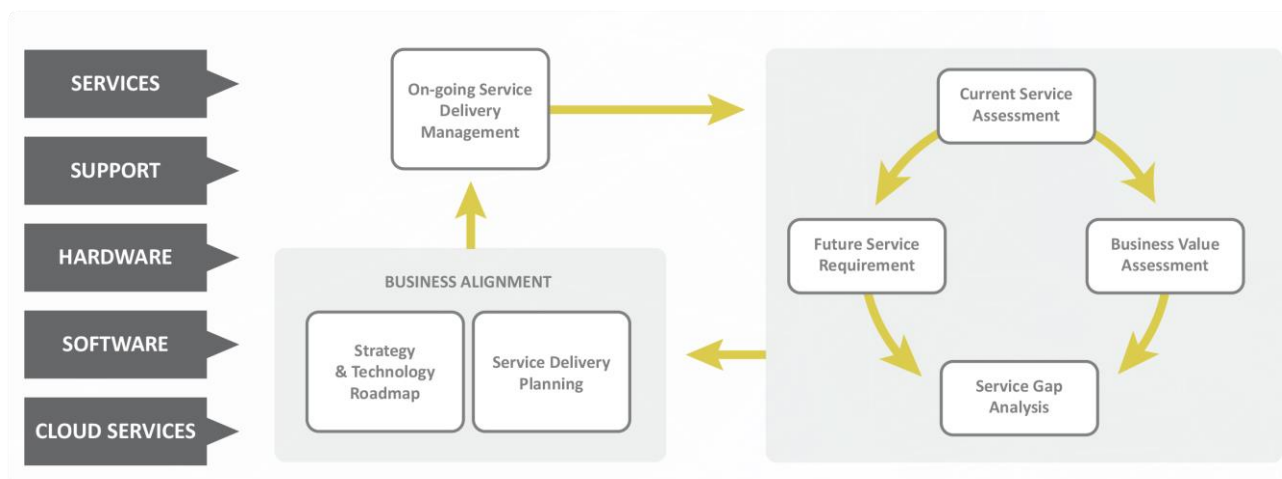 SERVICES
SUPPORT
HARDWARE
SOFTWARE
CLOUD SERVICES
On-going Service
Delivery
Management
BUSINESS ALIGNMENT
Strategy
& Technology
Roadmap
Service Delivery
Planning
Current Service
Assessment
Future Service
Requirement
Business Value
Assessment
Service Gap
Analysis